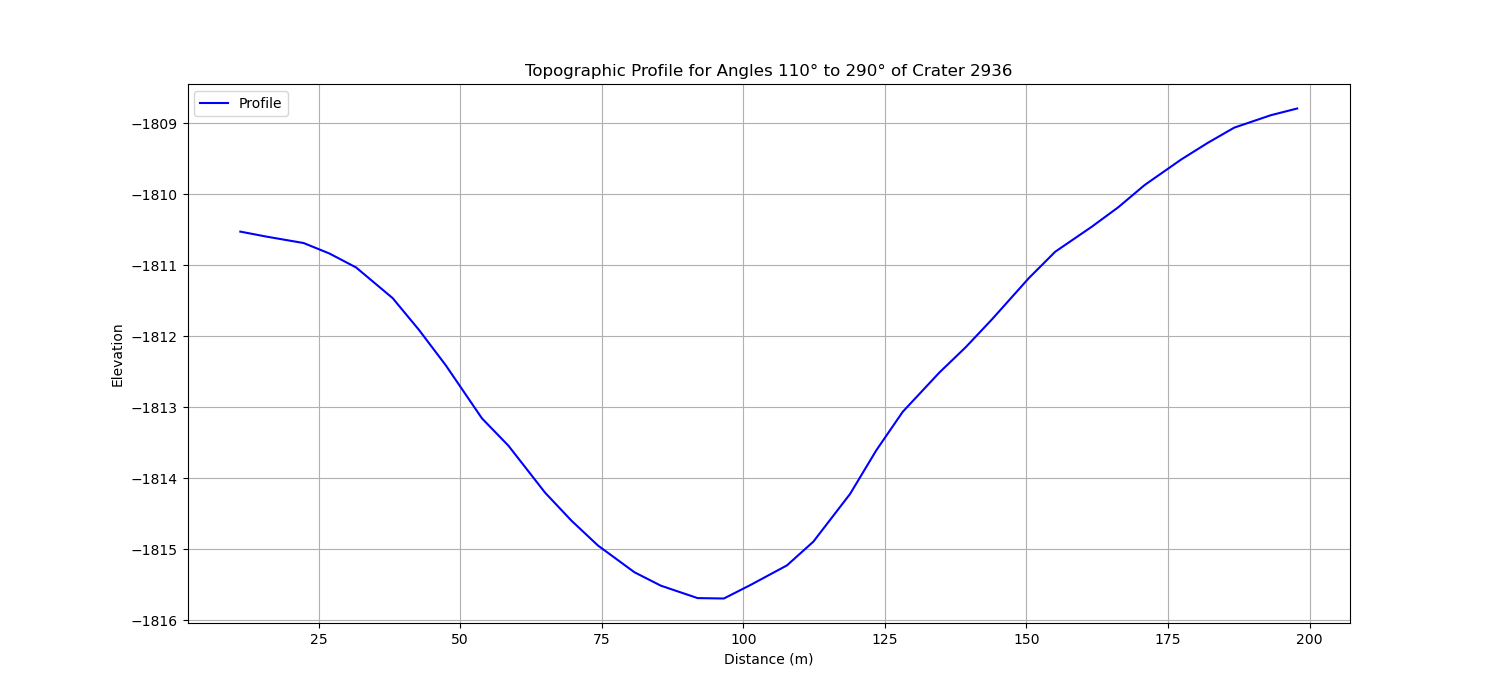 Topographic Profile for Angles 110° to 290° of Crater 2936
Profile
Elevation
−1809
−1810
−1811
−1812
−1813
−1814
−1815
−1816
25 50 75 100 125 150 175 200
Distance (m)